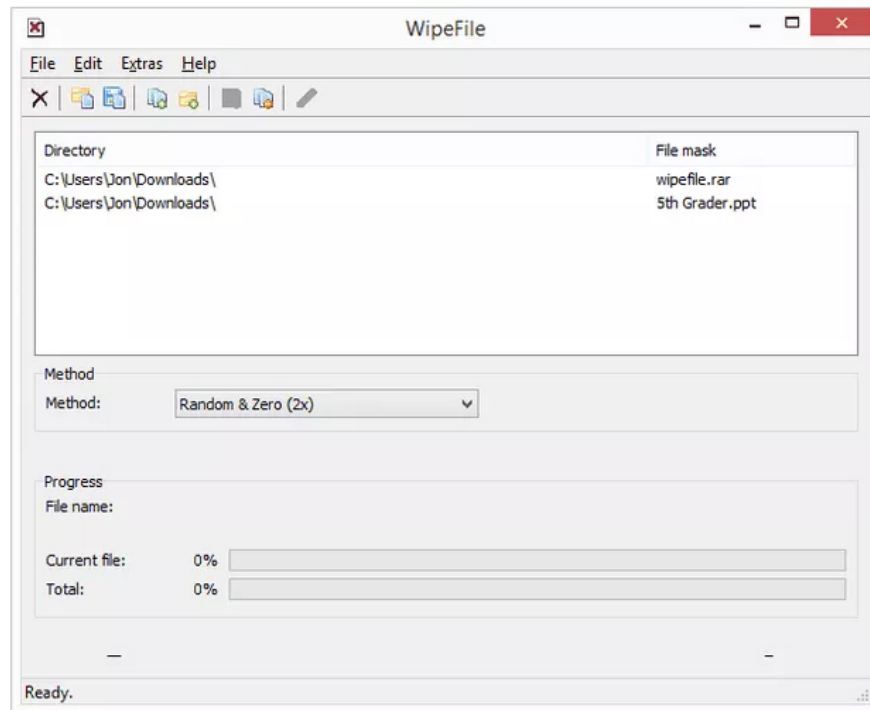 WipeFile
File Edit Extras Help
Directory File mask
C:\Users\Jon\Downloads\ wipefile.rar
C:\Users\Jon\Downloads\ 5th Grader.ppt
Method
Method: Random & Zero (2x)
Progress
File name:
Current file: 0%
Total: 0%
Ready.